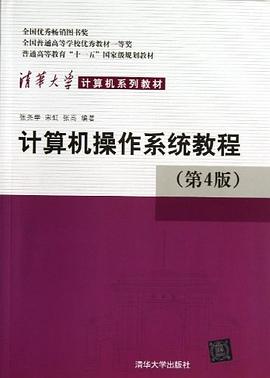 全国优秀畅销图书奖
全国普通高等学校优秀教材一等奖
普通高等教育“十一五”国家级规划教材
清华大学 计算机系列教材
张尧学 宋虹 张高 编著
计算机操作系统教程
(第4版)
清华大学出版社